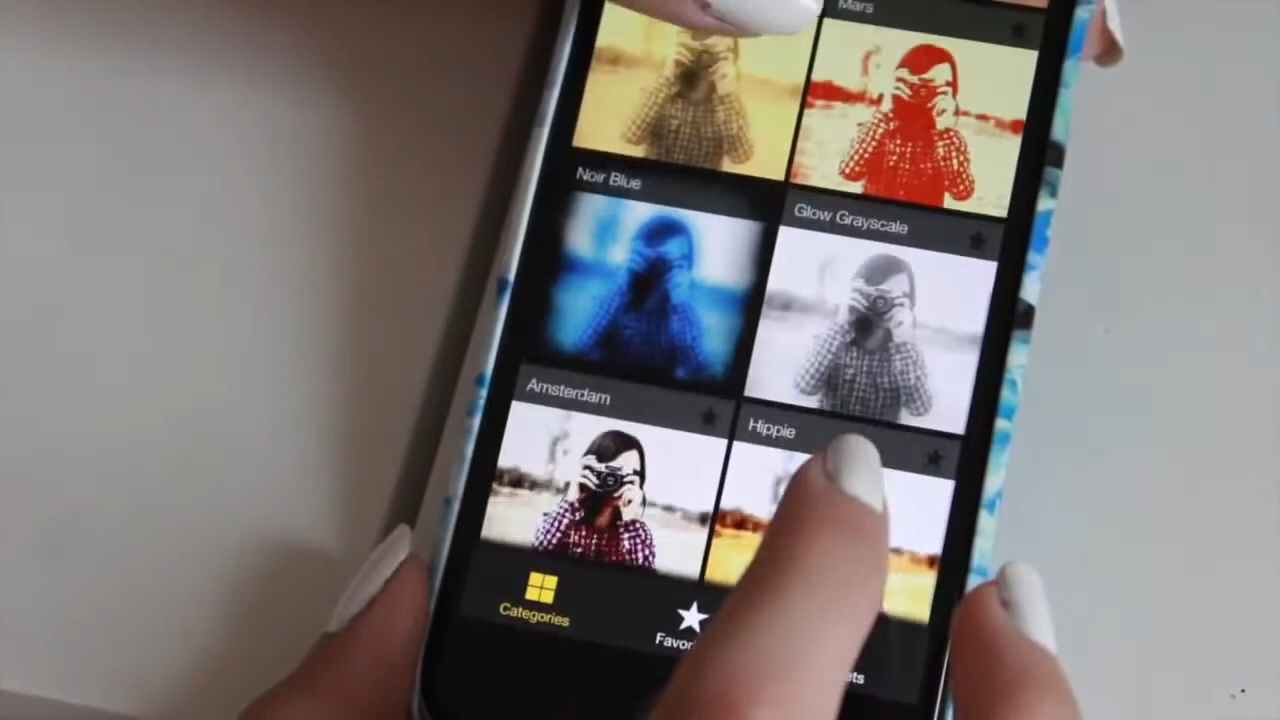 Mars
Noir Blue
Glow Grayscale
Amsterdam
Hippie
Categories